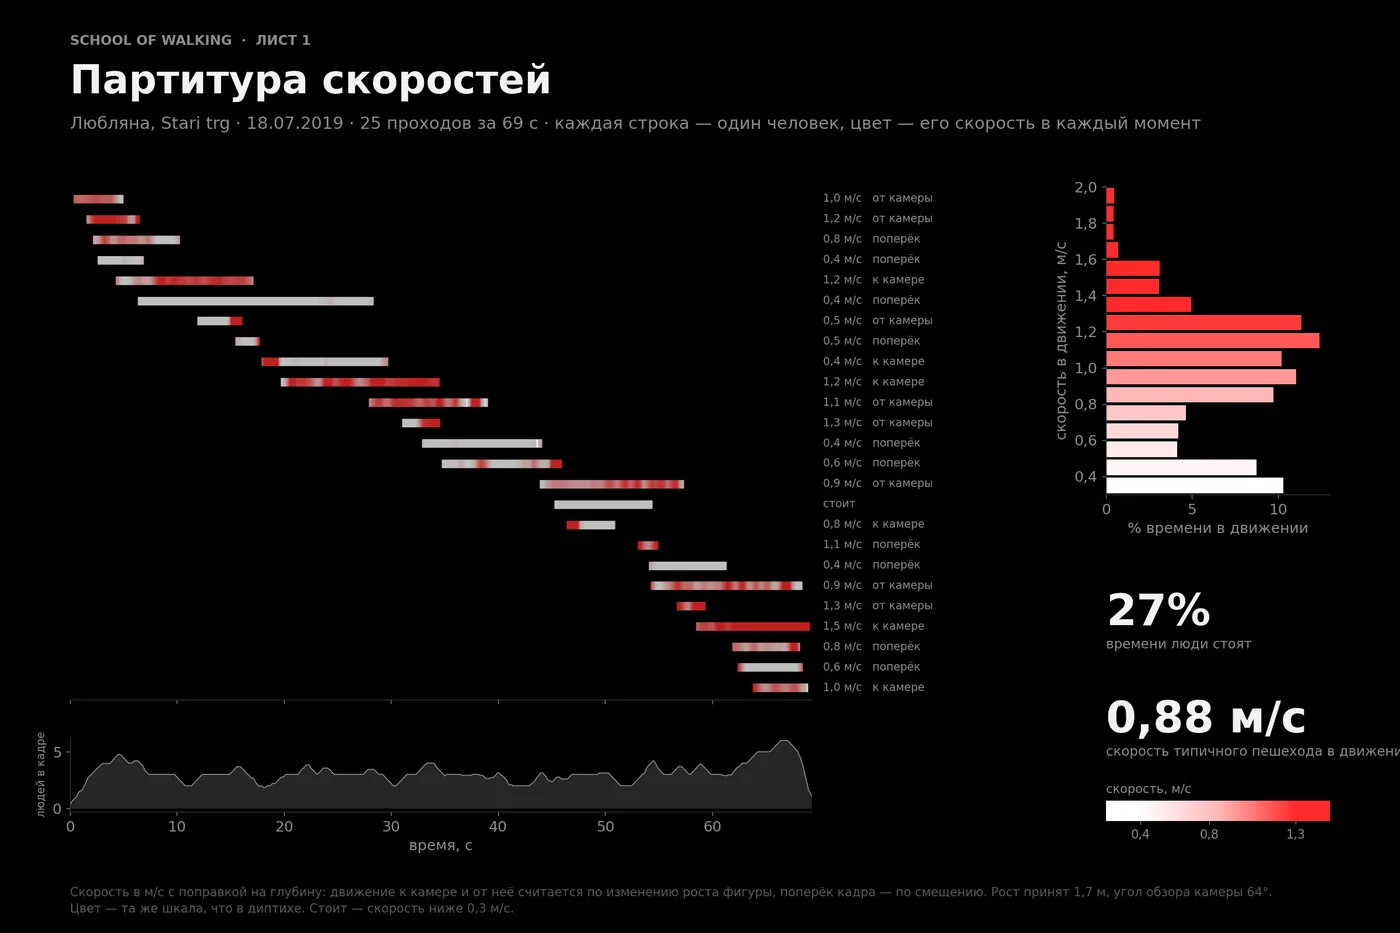 SCHOOL OF WALKING · ЛИСТ 1
Партитура скоростей
Любляна, Stari trg · 18.07.2019 · 25 проходов за 69 с · каждая строка — один человек, цвет — его скорость в каждый момент
1,0 м/с от камеры
1,2 м/с от камеры
0,8 м/с поперёк
0,4 м/с поперёк
1,2 м/с к камере
0,4 м/с поперёк
0,5 м/с от камеры
0,5 м/с поперёк
0,4 м/с к камере
1,2 м/с к камере
1,1 м/с от камеры
1,3 м/с от камеры
0,4 м/с поперёк
0,6 м/с поперёк
0,9 м/с от камеры
стоит
0,8 м/с к камере
1,1 м/с поперёк
0,4 м/с поперёк
0,9 м/с от камеры
1,3 м/с от камеры
1,5 м/с к камере
0,8 м/с поперёк
0,6 м/с поперёк
1,0 м/с к камере
людей в кадре
5
0
0 10 20 30 40 50 60
время, с
скорость в движении, м/с
2,0
1,8
1,6
1,4
1,2
1,0
0,8
0,6
0,4
0 5 10
% времени в движении
27%
времени люди стоят
0,88 м/с
скорость типичного пешехода в движени
скорость, м/с
0,4 0,8 1,3
Скорость в м/с с поправкой на глубину: движение к камере и от неё считается по изменению роста фигуры, поперёк кадра — по смещению. Рост принят 1,7 м, угол обзора камеры 64°.
Цвет — та же шкала, что в диптихе. Стоит — скорость ниже 0,3 м/с.